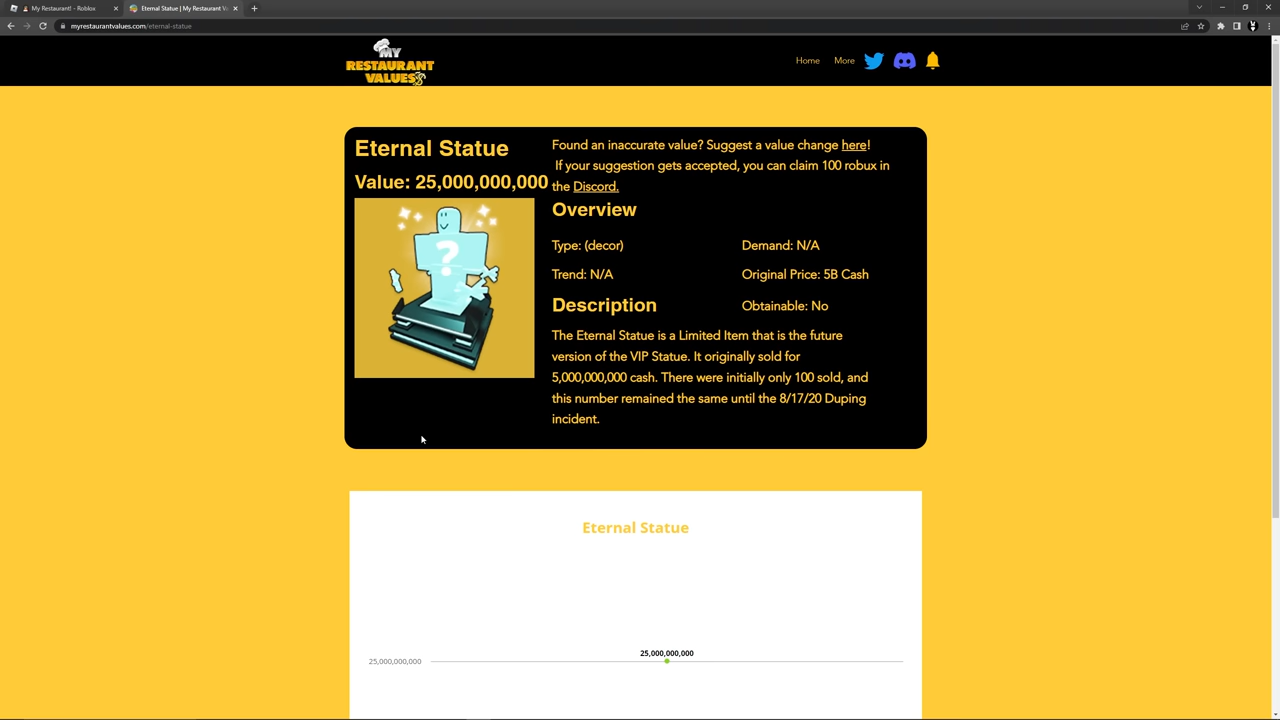 My Restaurant! - Roblox
Eternal Statue | My Restaurant V
myrestaurantvalues.com/eternal-statue
MY
RESTAURANT
VALUES
Home
More
Eternal Statue
Value: 25,000,000,000
Found an inaccurate value? Suggest a value change here!
If your suggestion gets accepted, you can claim 100 robux in
the Discord.
Overview
Type: (decor)
Demand: N/A
Trend: N/A
Original Price: 5B Cash
Description
Obtainable: No
The Eternal Statue is a Limited Item that is the future
version of the VIP Statue. It originally sold for
5,000,000,000 cash. There were initially only 100 sold, and
this number remained the same until the 8/17/20 Duping
incident.
?
Eternal Statue
25,000,000,000
25,000,000,000